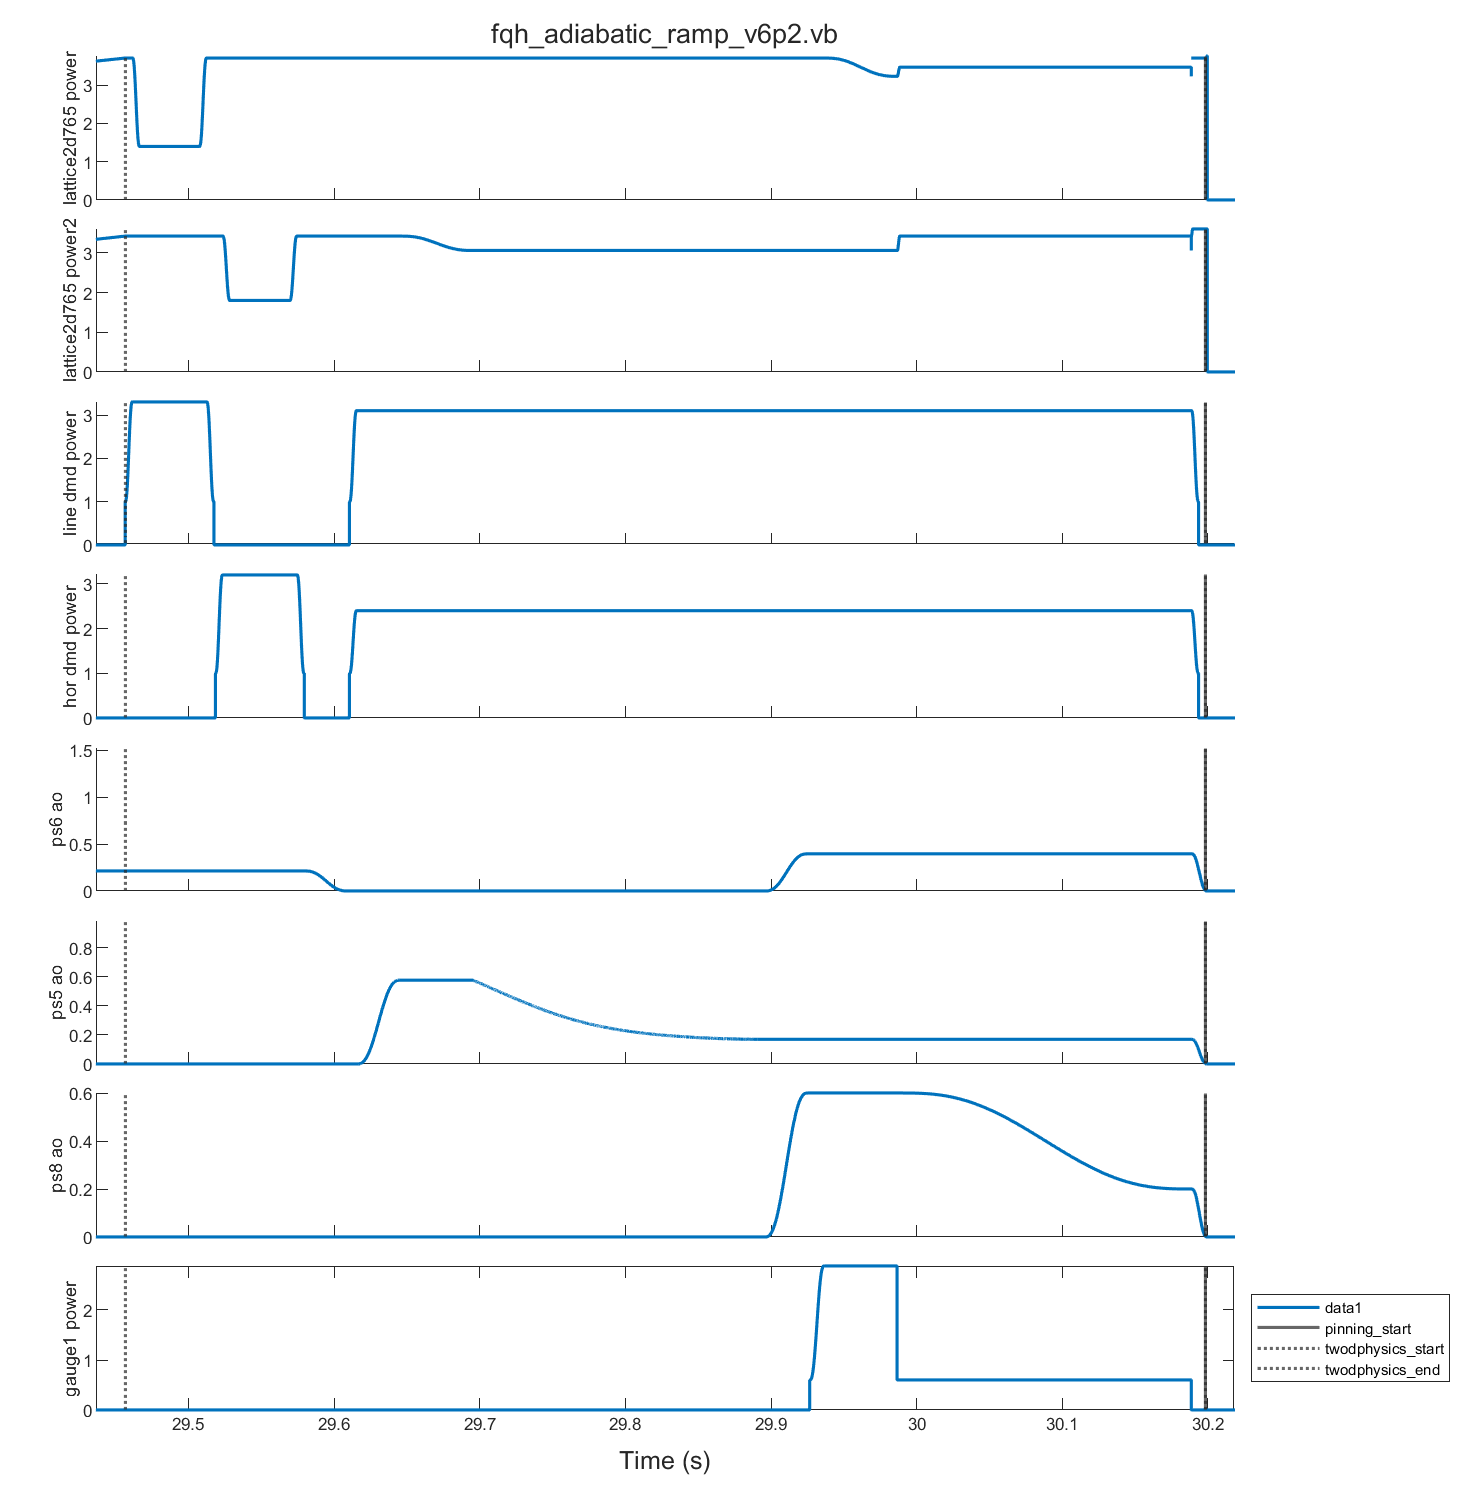 fqh_adiabatic_ramp_v6p2.vb
lattice2d765 power
3
2
1
0
lattice2d765 power2
3
2
1
0
line dmd power
3
2
1
0
hor dmd power
3
2
1
0
ps6 ao
1.5
1
0.5
0
ps5 ao
0.8
0.6
0.4
0.2
0
ps8 ao
0.6
0.4
0.2
0
gauge1 power
2
1
0
29.5 29.6 29.7 29.8 29.9 30 30.1 30.2
Time (s)
data1
pinning_start
twodphysics_start
twodphysics_end